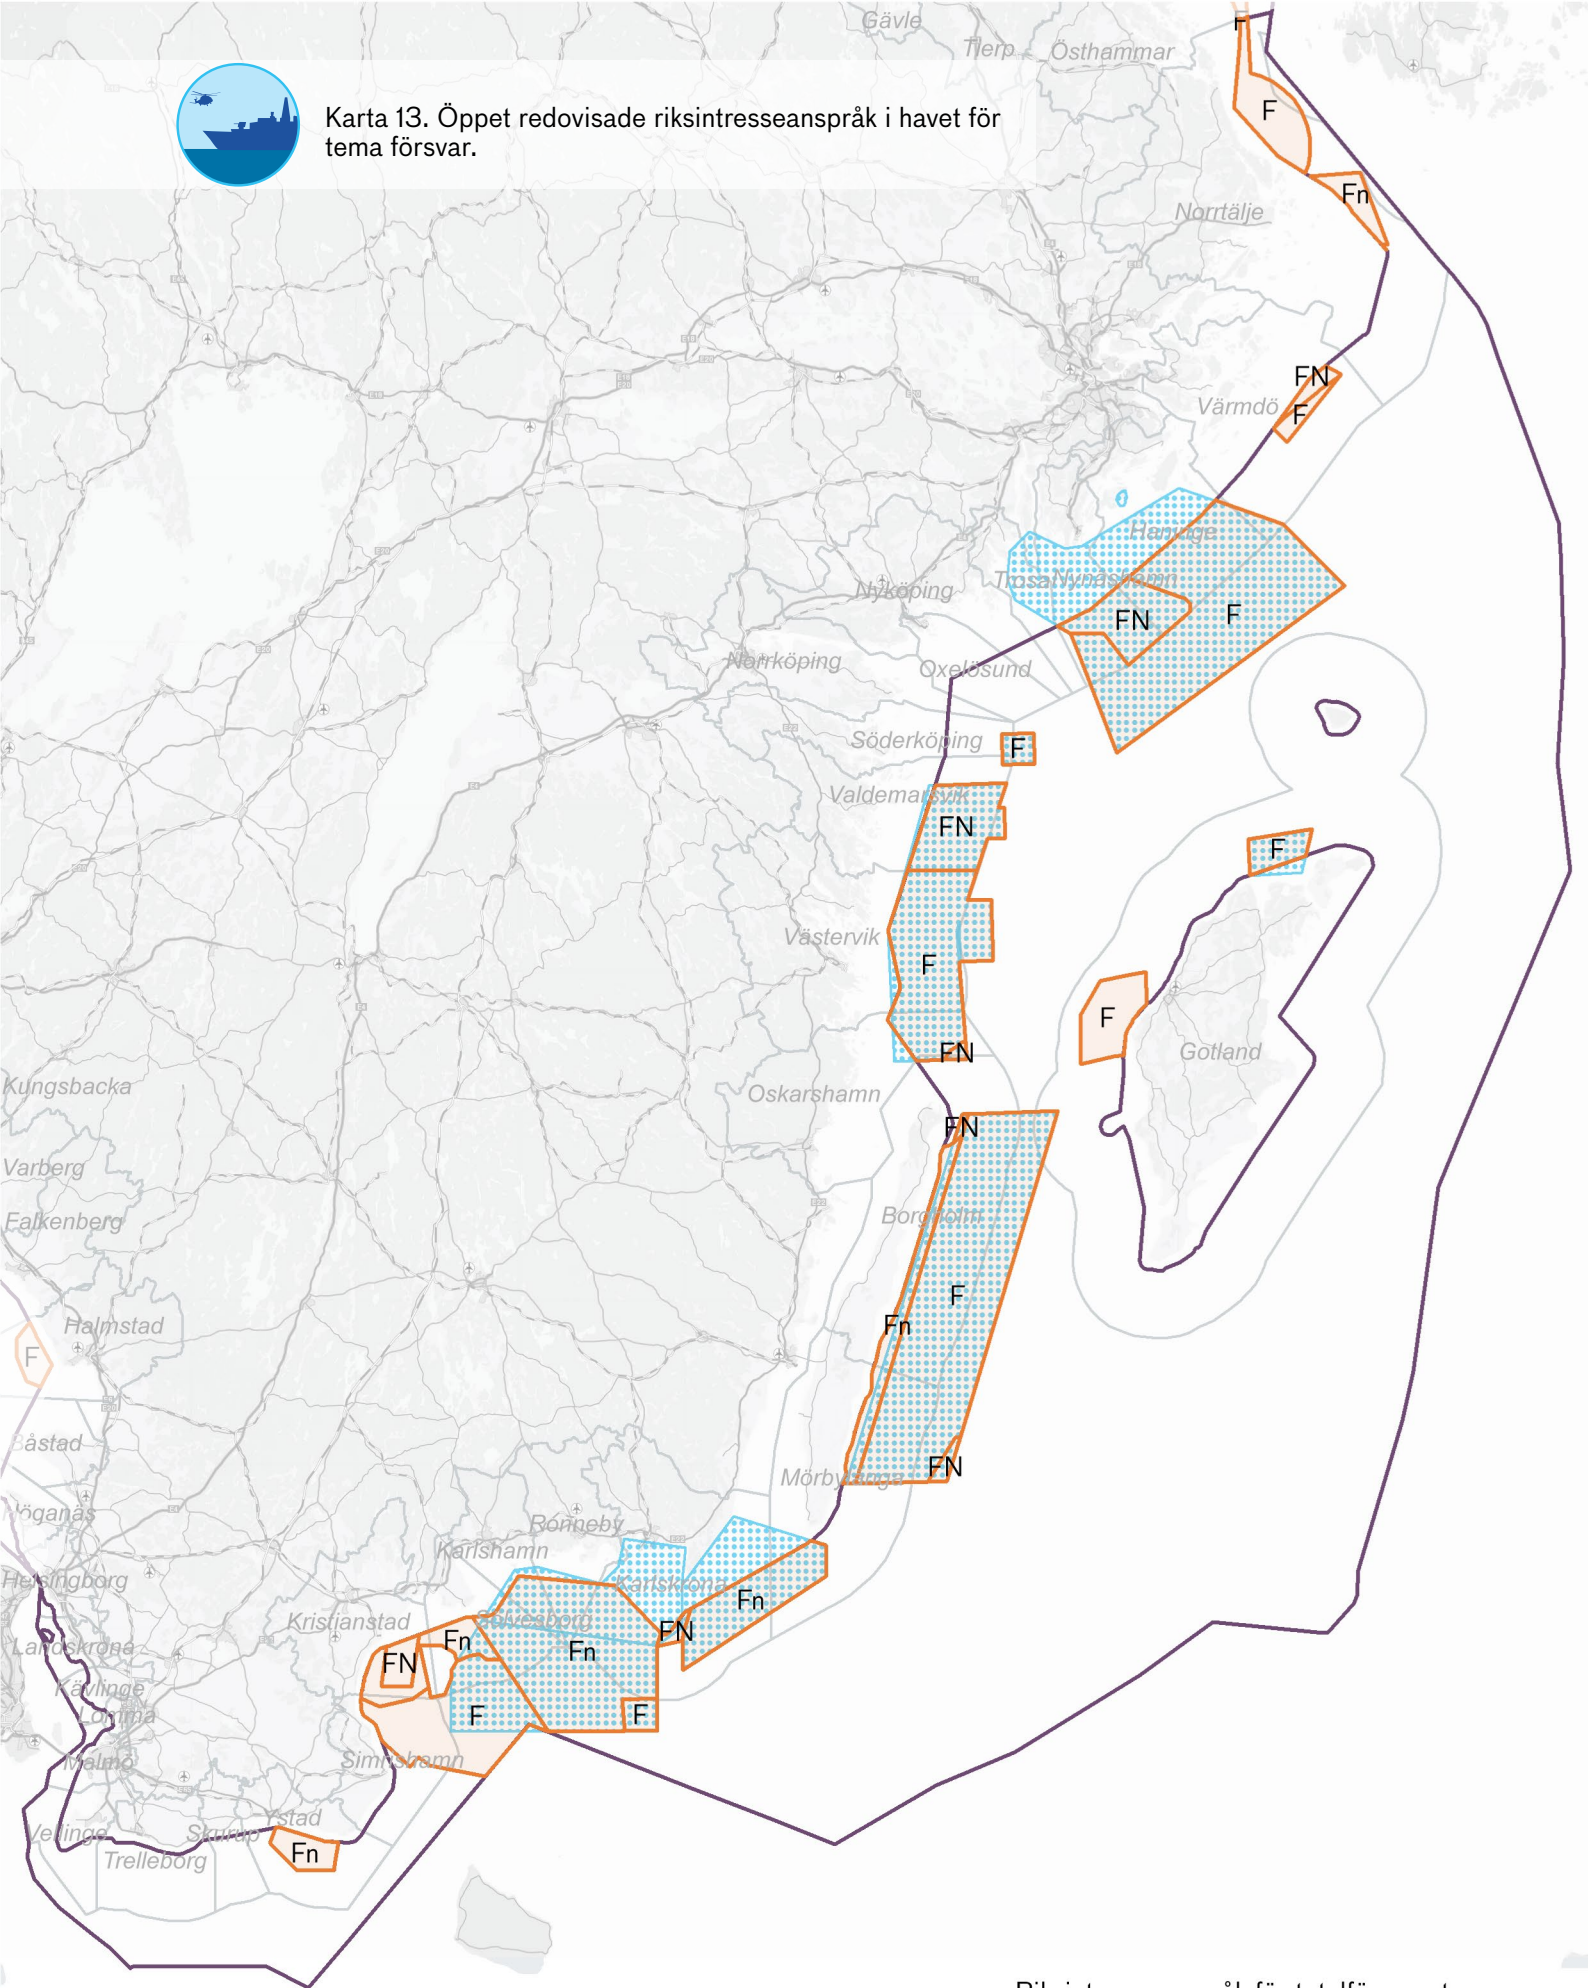 Gävle
Tierp
Östhammar
F
Karta 13. Öppet redovisade riksintresseanspråk i havet för
tema försvar.
F
Fn
Norrtälje
FN
Värmdö
F
Haninge
Trosa
Nynäshamn
Nyköping
FN
F
Norrköping
Oxelösund
Söderköping
F
Valdemarsvik
FN
F
Västervik
F
F
FN
Gotland
Kungsbacka
Oskarshamn
FN
Varberg
Borgholm
Falkenberg
F
Fn
Halmstad
F
Båstad
FN
Mörbylånga
Höganäs
Ronneby
Karlshamn
Helsingborg
Karlskrona
Fn
Kristianstad
Sölvesborg
FN
Landskrona
Fn
Fn
FN
Kävlinge
Lomma
F
F
Malmö
Simrishamn
Ystad
Vellinge
Skurup
Fn
Trelleborg